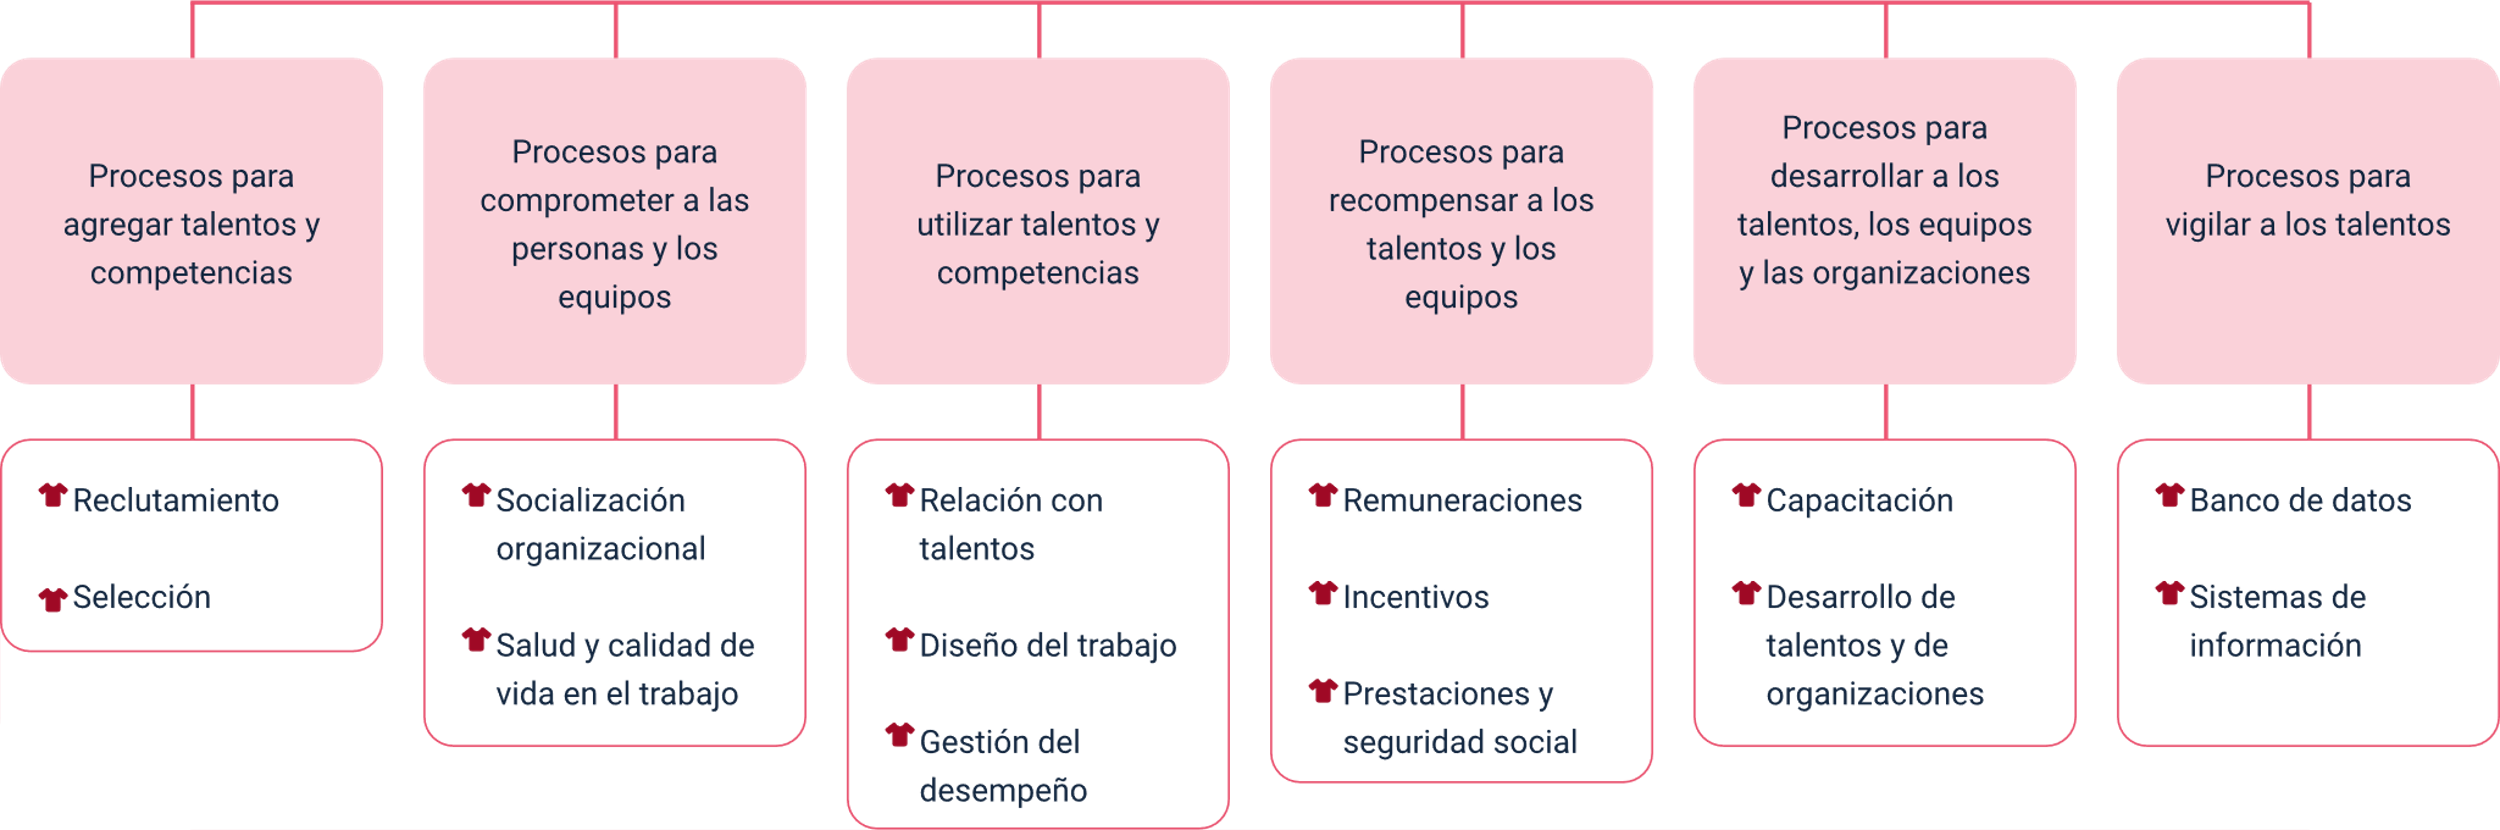 Procesos para
agregar talentos y
competencias
Procesos para
comprometer a las
personas y los
equipos
Procesos para
utilizar talentos y
competencias
Procesos para
recompensar a los
talentos y los
equipos
Procesos para
desarrollar a los
talentos, los equipos
y las organizaciones
Procesos para
vigilar a los talentos
Reclutamiento
Selección
Socialización
organizacional
Salud y calidad de
vida en el trabajo
Relación con
talentos
Diseño del trabajo
Gestión del
desempeño
Remuneraciones
Incentivos
Prestaciones y
seguridad social
Capacitación
Desarrollo de
talentos y de
organizaciones
Banco de datos
Sistemas de
información